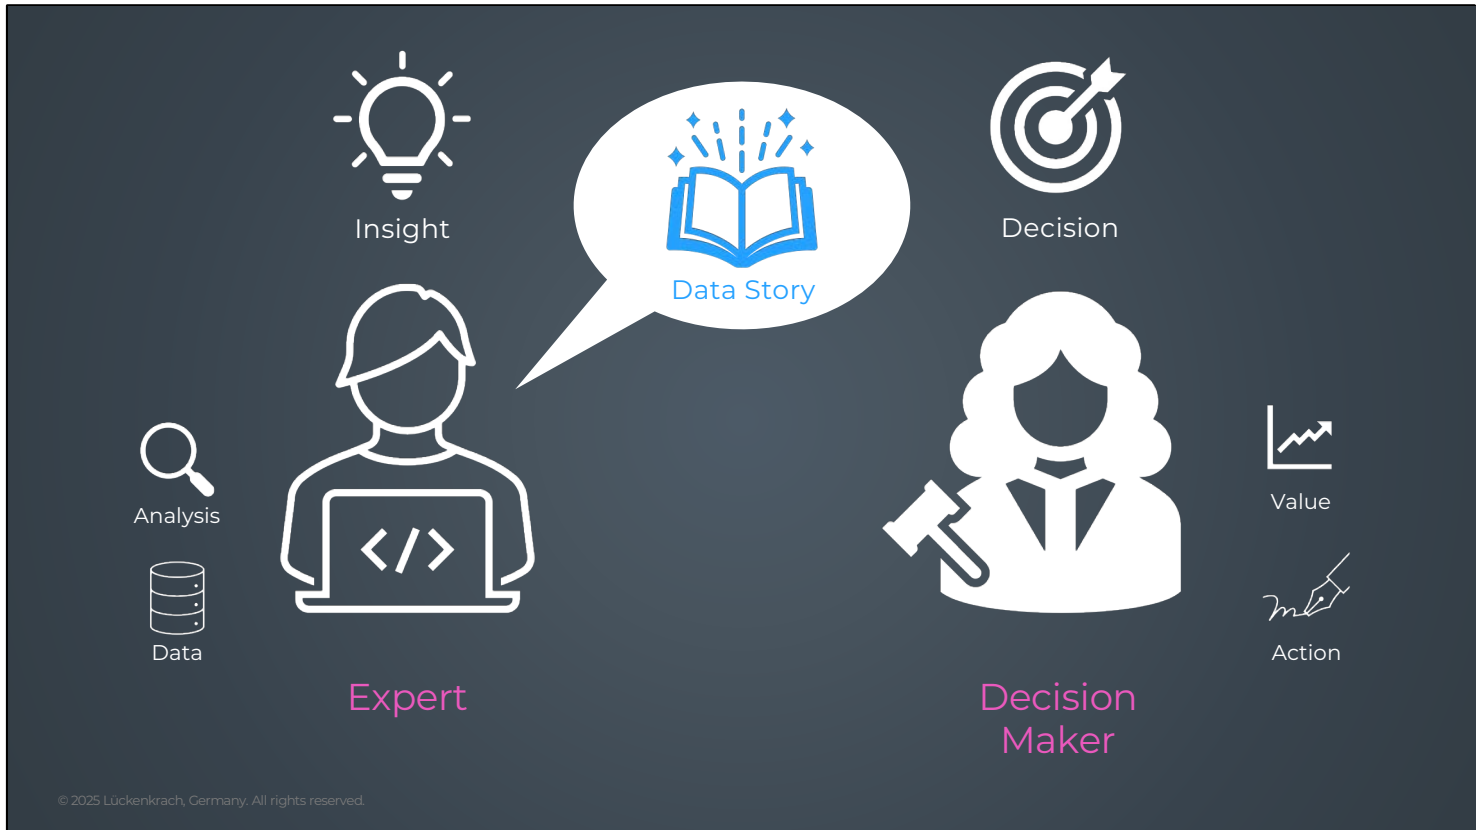 Insight
Data Story
Decision
Analysis
</>
Data
Value
Action
Expert
Decision
Maker
© 2025 Lückenkrach, Germany. All rights reserved.